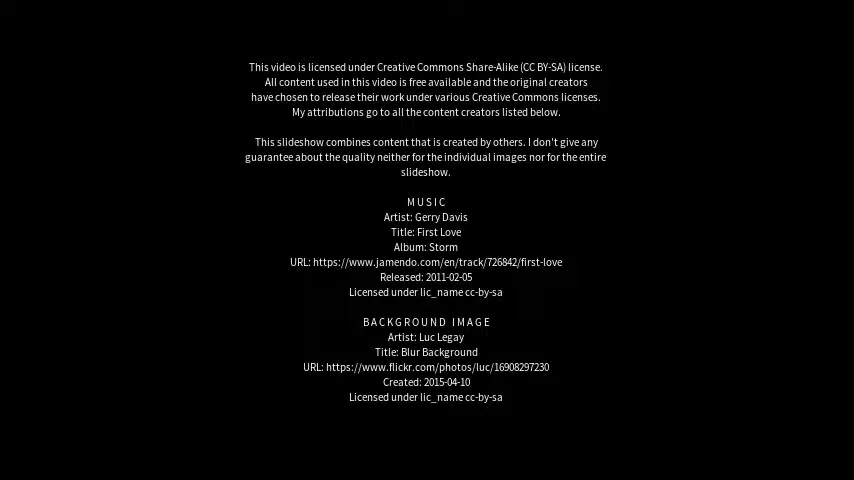 This video is licensed under Creative Commons Share-Alike (CC BY-SA) license.
All content used in this video is free available and the original creators
have chosen to release their work under various Creative Commons licenses.
My attributions go to all the content creators listed below.
This slideshow combines content that is created by others. I don't give any
guarantee about the quality neither for the individual images nor for the entire
slideshow.
MUSIC
Artist: Gerry Davis
Title: First Love
Album: Storm
URL: https://www.jamendo.com/en/track/726842/first-love
Released: 2011-02-05
Licensed under lic_name cc-by-sa
BACKGROUND IMAGE
Artist: Luc Legay
Title: Blur Background
URL: https://www.flickr.com/photos/luc/16908297230
Created: 2015-04-10
Licensed under lic_name cc-by-sa